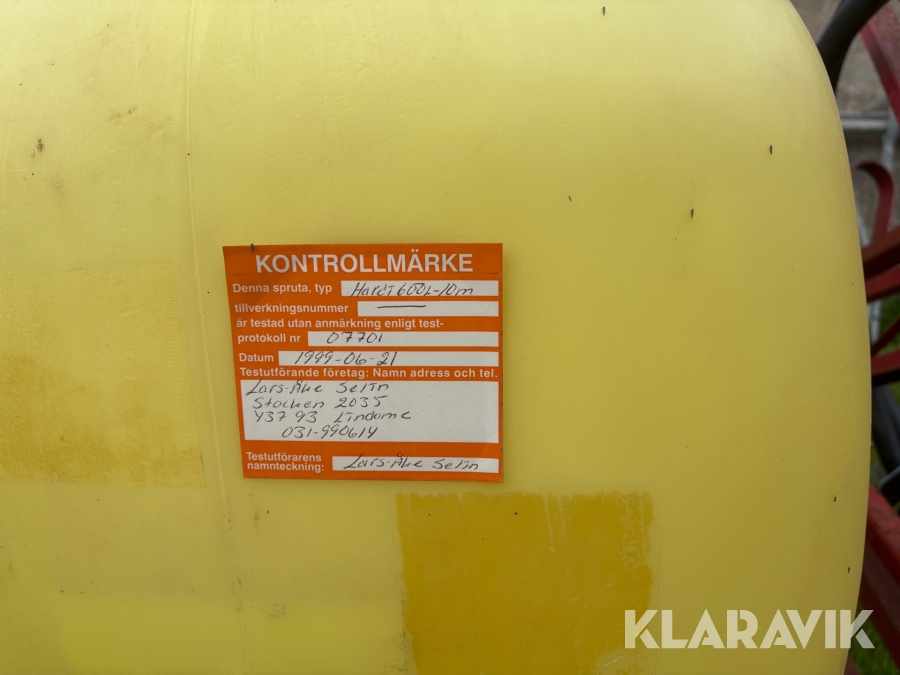 KONTROLLMÄRKE
Denna spruta, typ Hardi 600L-10m
tillverkningsnummer
är testad utan anmärkning enligt test-
protokoll nr 07701
Datum 1999-06-21
Testutförande företag: Namn adress och tel.
Lars-Åke Selin
Stocken 2035
437 93 Lindome
031-990614
Testutförarens
namnteckning: Lars-Åke Selin
KLARAVIK